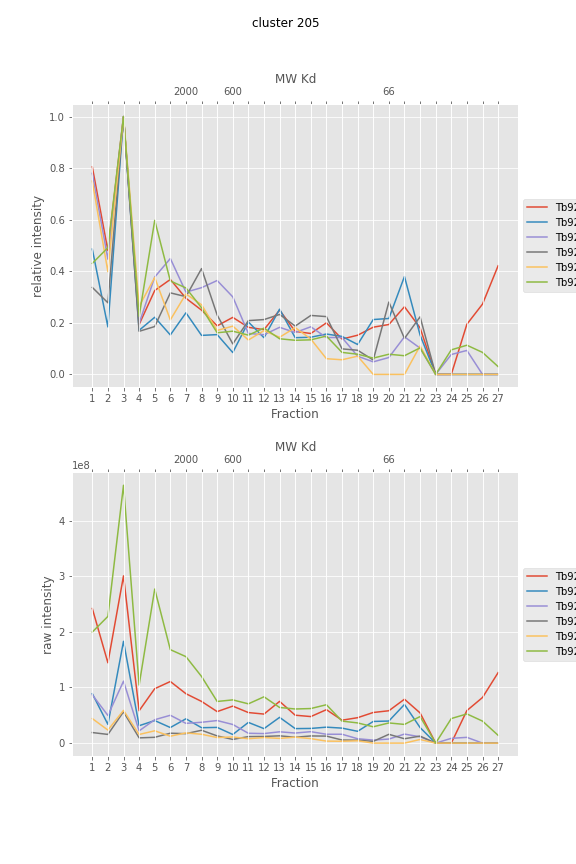 cluster 205
MW Kd
2000 600 66
1.0
0.8
0.6
0.4
0.2
0.0
relative intensity
1 2 3 4 5 6 7 8 9 10 11 12 13 14 15 16 17 18 19 20 21 22 23 24 25 26 27
Fraction
Tb92
Tb92
Tb92
Tb92
Tb92
Tb92
MW Kd
2000 600 66
1e8
4
3
2
1
0
raw intensity
1 2 3 4 5 6 7 8 9 10 11 12 13 14 15 16 17 18 19 20 21 22 23 24 25 26 27
Fraction
Tb92
Tb92
Tb92
Tb92
Tb92
Tb92